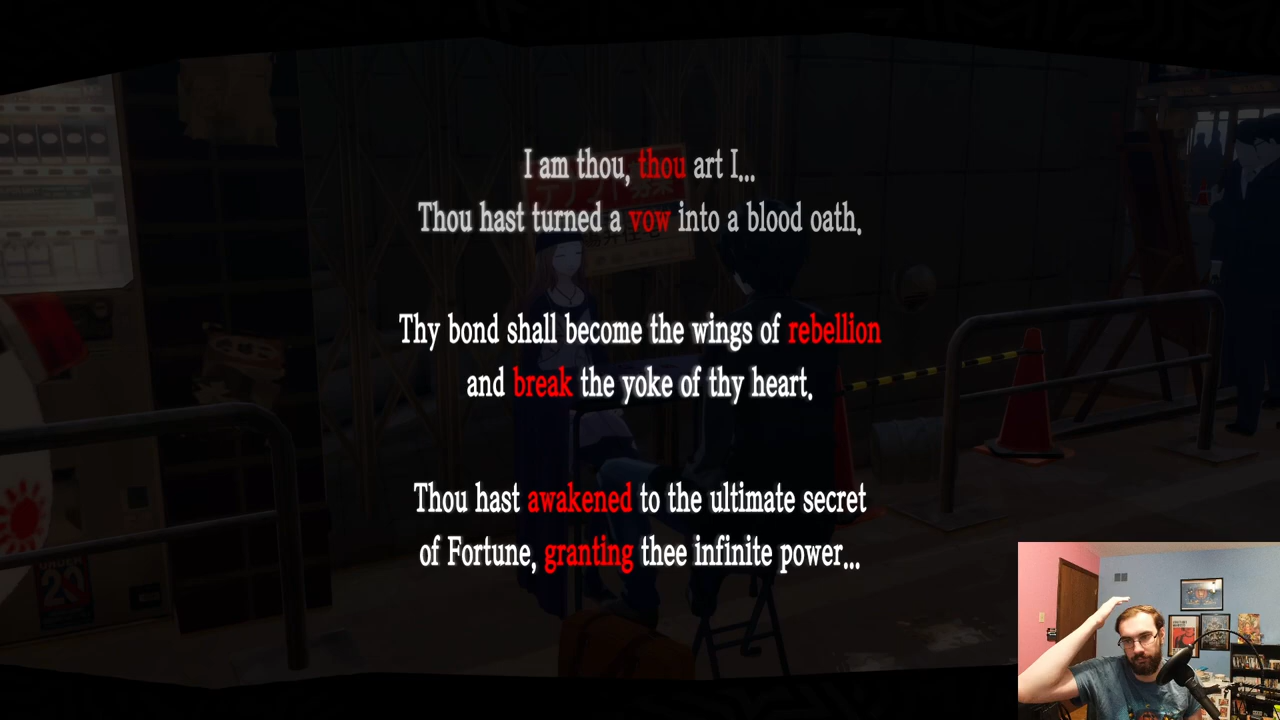 I am thou, thou art I...
Thou hast turned a vow into a blood oath.
Thy bond shall become the wings of rebellion
and break the yoke of thy heart.
Thou hast awakened to the ultimate secret
of Fortune, granting thee infinite power...